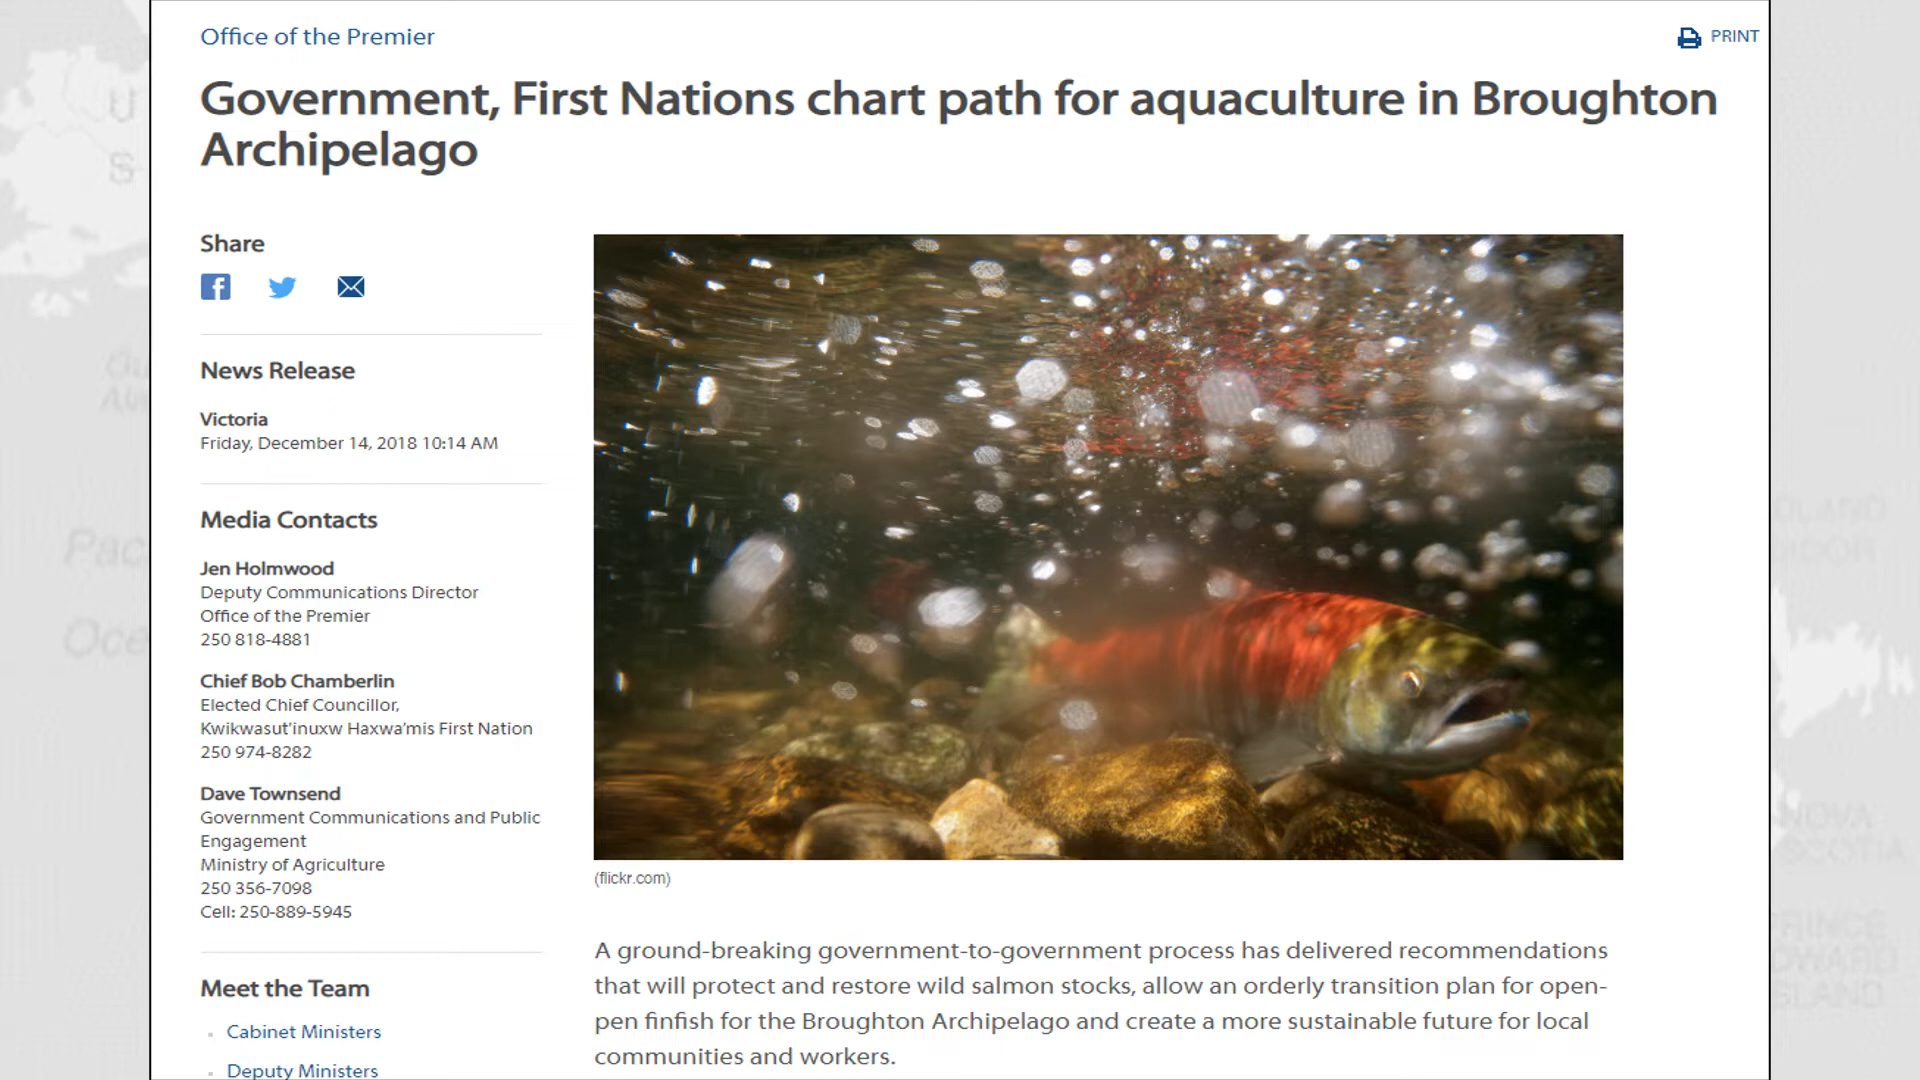 Office of the Premier
PRINT
Government, First Nations chart path for aquaculture in Broughton
Archipelago
Share
News Release
Victoria
Friday, December 14, 2018 10:14 AM
Media Contacts
Jen Holmwood
Deputy Communications Director
Office of the Premier
250 818-4881
Chief Bob Chamberlin
Elected Chief Councillor,
Kwikwasut'inuxw Haxwa’mis First Nation
250 974-8282
Dave Townsend
Government Communications and Public
Engagement
Ministry of Agriculture
250 356-7098
Cell: 250-889-5945
Meet the Team
Cabinet Ministers
Deputy Ministers
(flickr.com)
A ground-breaking government-to-government process has delivered recommendations
that will protect and restore wild salmon stocks, allow an orderly transition plan for open-
pen finfish for the Broughton Archipelago and create a more sustainable future for local
communities and workers.
U
S
Pac
Oce
NOVA
SCOTIA